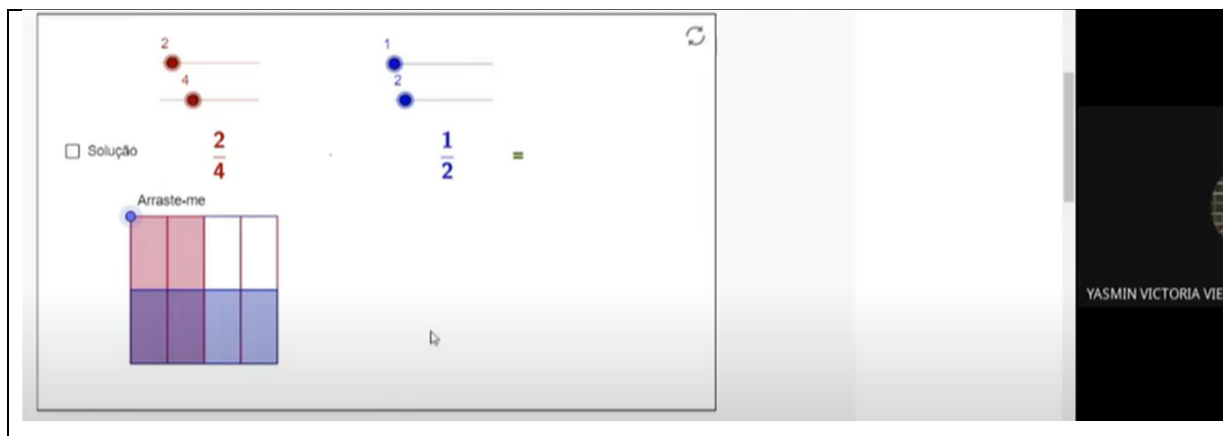 2
1
4
2
Solução
2/4 · 1/2 =
Arraste-me
YASMIN VICTORIA VIE